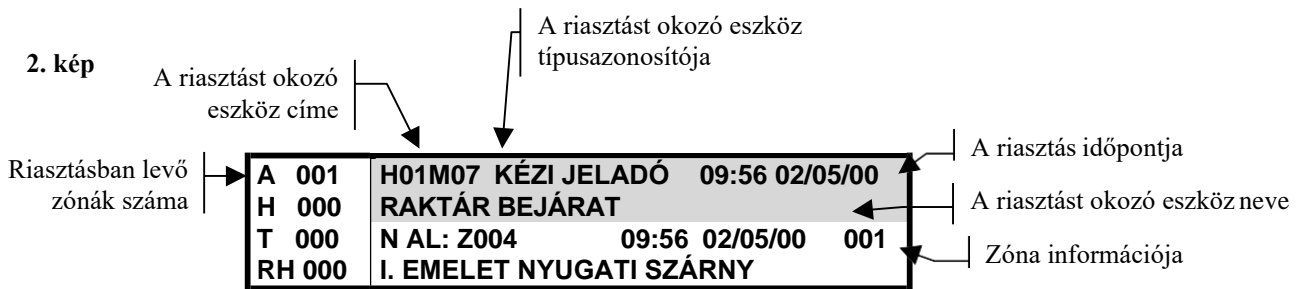 2. kép
A riasztást okozó
eszköz címe
A riasztást okozó eszköz
típusazonosítója
Riasztásban levő
zónák száma
A riasztás időpontja
A riasztást okozó eszköz neve
Zóna információja
A 001 H01M07 KÉZI JELADÓ 09:56 02/05/00
H 000 RAKTÁR BEJÁRAT
T 000 N AL: Z004 09:56 02/05/00 001
RH 000 I. EMELET NYUGATI SZÁRNY